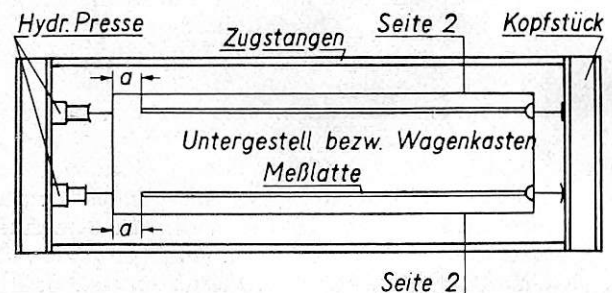 Hydr. Presse
Zugstangen
Seite 2
Kopfstück
a
Untergestell bezw. Wagenkasten
Meßlatte
a
Seite 2